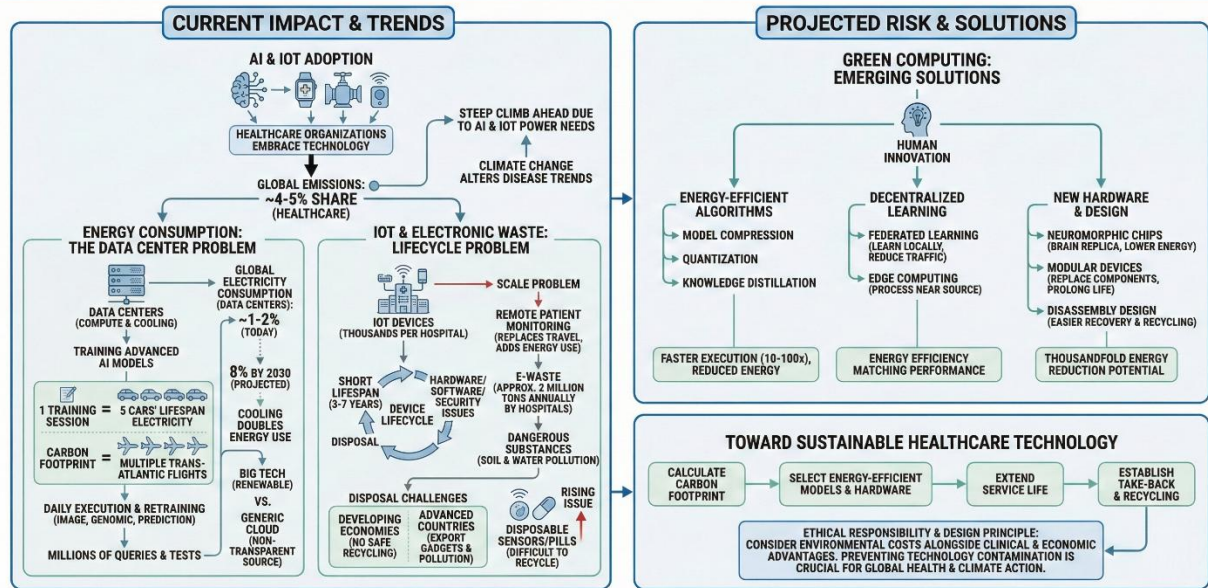 CURRENT IMPACT & TRENDS
AI & IOT ADOPTION
HEALTHCARE ORGANIZATIONS
EMBRACE TECHNOLOGY
STEEP CLIMB AHEAD DUE
TO AI & IOT POWER NEEDS
CLIMATE CHANGE
ALTERS DISEASE TRENDS
GLOBAL EMISSIONS:
~4-5% SHARE
(HEALTHCARE)
ENERGY CONSUMPTION:
THE DATA CENTER PROBLEM
DATA CENTERS
(COMPUTE & COOLING)
TRAINING ADVANCED
AI MODELS
1 TRAINING
SESSION
=
5 CARS' LIFESPAN
ELECTRICITY
CARBON
FOOTPRINT
=
MULTIPLE TRANS-
ATLANTIC FLIGHTS
DAILY EXECUTION & RETRAINING
(IMAGE, GENOMIC, PREDICTION)
MILLIONS OF QUERIES & TESTS
GLOBAL
ELECTRICITY
CONSUMPTION
(DATA CENTERS):
~1-2%
(TODAY)
8% BY 2030
(PROJECTED)
COOLING
DOUBLES
ENERGY USE
BIG TECH
(RENEWABLE)
VS.
GENERIC
CLOUD
(NON-
TRANSPARENT
SOURCE)
IOT & ELECTRONIC WASTE:
LIFECYCLE PROBLEM
IOT DEVICES
(THOUSANDS PER HOSPITAL)
SHORT
LIFESPAN
(3-7 YEARS)
HARDWARE/
SOFTWARE/
SECURITY
ISSUES
DEVICE
LIFECYCLE
DISPOSAL
SCALE PROBLEM
REMOTE PATIENT
MONITORING
(REPLACES TRAVEL,
ADDS ENERGY USE)
E-WASTE
(APPROX. 2 MILLION
TONS ANNUALLY
BY HOSPITALS)
DANGEROUS
SUBSTANCES
(SOIL & WATER POLLUTION)
DISPOSAL CHALLENGES
DEVELOPING
ECONOMIES
(NO SAFE
RECYCLING)
ADVANCED
COUNTRIES
(EXPORT
GADGETS &
POLLUTION)
RISING
ISSUE
DISPOSABLE
SENSORS/PILLS
(DIFFICULT TO
RECYCLE)
PROJECTED RISK & SOLUTIONS
GREEN COMPUTING:
EMERGING SOLUTIONS
HUMAN
INNOVATION
ENERGY-EFFICIENT
ALGORITHMS
MODEL COMPRESSION
QUANTIZATION
KNOWLEDGE DISTILLATION
FASTER EXECUTION (10-100x),
REDUCED ENERGY
DECENTRALIZED
LEARNING
FEDERATED LEARNING
(LEARN LOCALLY,
REDUCE TRAFFIC)
EDGE COMPUTING
(PROCESS NEAR SOURCE)
ENERGY EFFICIENCY
MATCHING PERFORMANCE
NEW HARDWARE
& DESIGN
NEUROMORPHIC CHIPS
(BRAIN REPLICA, LOWER ENERGY)
MODULAR DEVICES
(REPLACE COMPONENTS,
PROLONG LIFE)
DISASSEMBLY DESIGN
(EASIER RECOVERY & RECYCLING)
THOUSANDFOLD ENERGY
REDUCTION POTENTIAL
TOWARD SUSTAINABLE HEALTHCARE TECHNOLOGY
CALCULATE
CARBON
FOOTPRINT
SELECT ENERGY-EFFICIENT
MODELS & HARDWARE
EXTEND
SERVICE LIFE
ESTABLISH
TAKE-BACK
& RECYCLING
ETHICAL RESPONSIBILITY & DESIGN PRINCIPLE:
CONSIDER ENVIRONMENTAL COSTS ALONGSIDE CLINICAL & ECONOMIC
ADVANTAGES. PREVENTING TECHNOLOGY CONTAMINATION IS
CRUCIAL FOR GLOBAL HEALTH & CLIMATE ACTION.